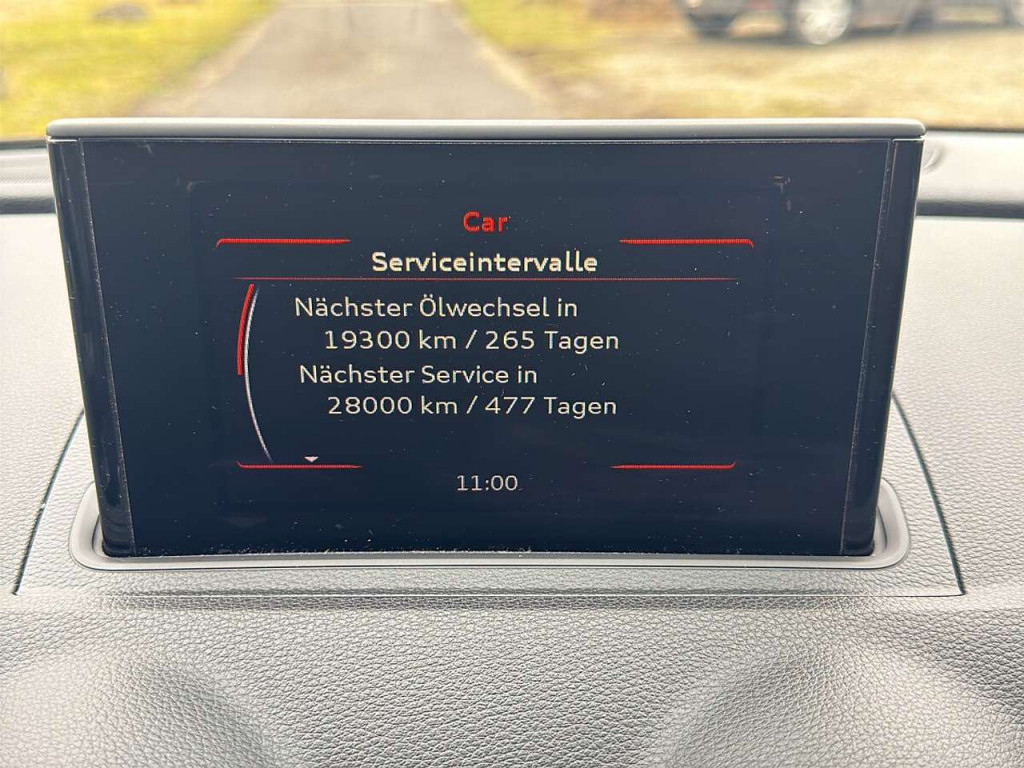 Car
Serviceintervalle
Nächster Ölwechsel in
19300 km / 265 Tagen
Nächster Service in
28000 km / 477 Tagen
11:00